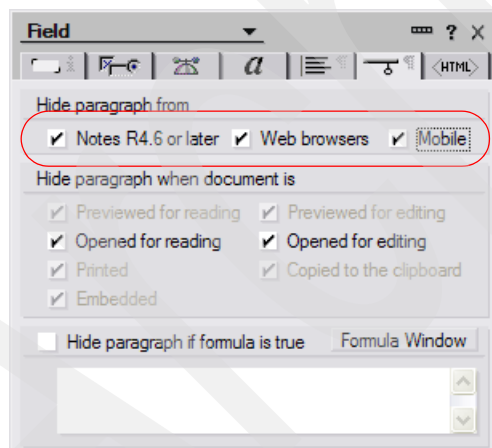 Field ?
i a ¶ ¶ <HTML>
Hide paragraph from
Notes R4.6 or later Web browsers Mobile
Hide paragraph when document is
Previewed for reading Previewed for editing
Opened for reading Opened for editing
Printed Copied to the clipboard
Embedded
Hide paragraph if formula is true Formula Window